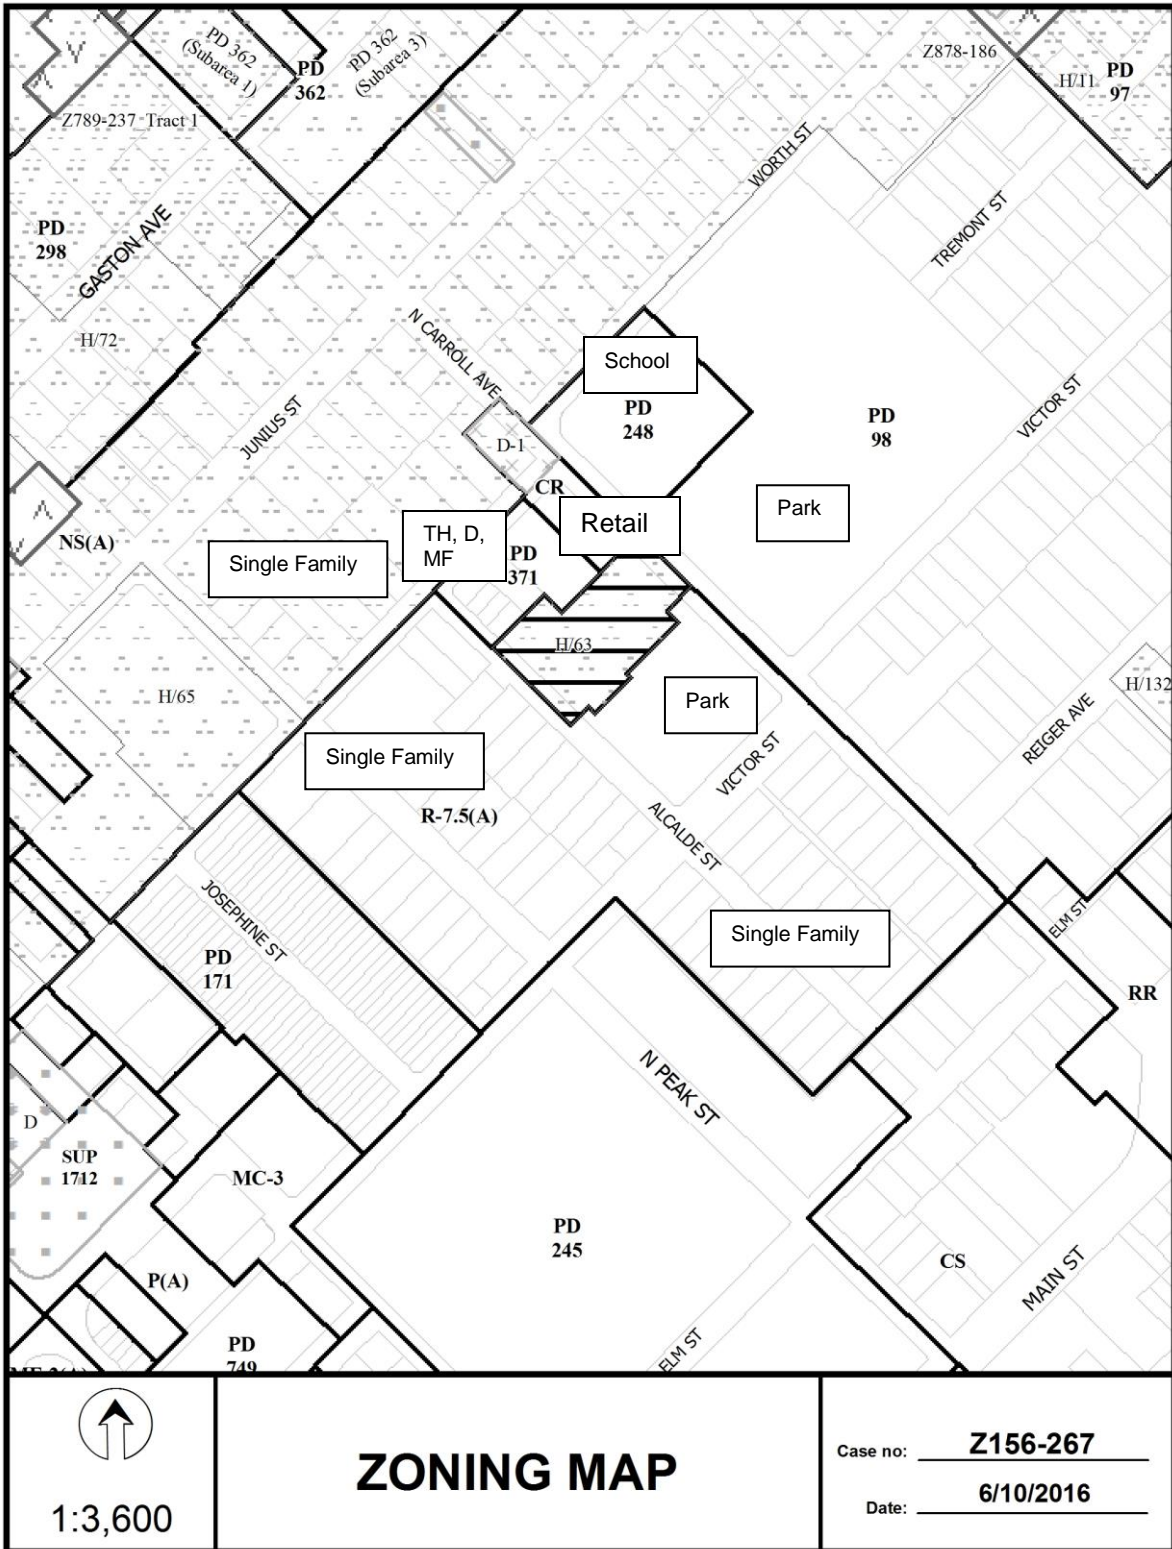 PD 362
(Subarea 1)
PD
362
PD 362
(Subarea 3)
Z878-186
H/11
PD
97
Z789-237 Tract 1
WORTH ST
PD
298
GASTON AVE
TREMONT ST
H/72
N CARROLL AVE
School
PD
248
PD
98
VICTOR ST
JUNIUS ST
D-1
CR
Retail
Park
NS(A)
Single Family
TH, D,
MF
PD
371
H/63
H/65
Park
H/132
REIGER AVE
Single Family
VICTOR ST
R-7.5(A)
ALCALDE ST
JOSEPHINE ST
Single Family
ELM ST
PD
171
RR
N PEAK ST
D
SUP
1712
MC-3
PD
245
CS
MAIN ST
P(A)
PD
749
ELM ST
1:3,600
ZONING MAP
Case no: Z156-267
Date: 6/10/2016